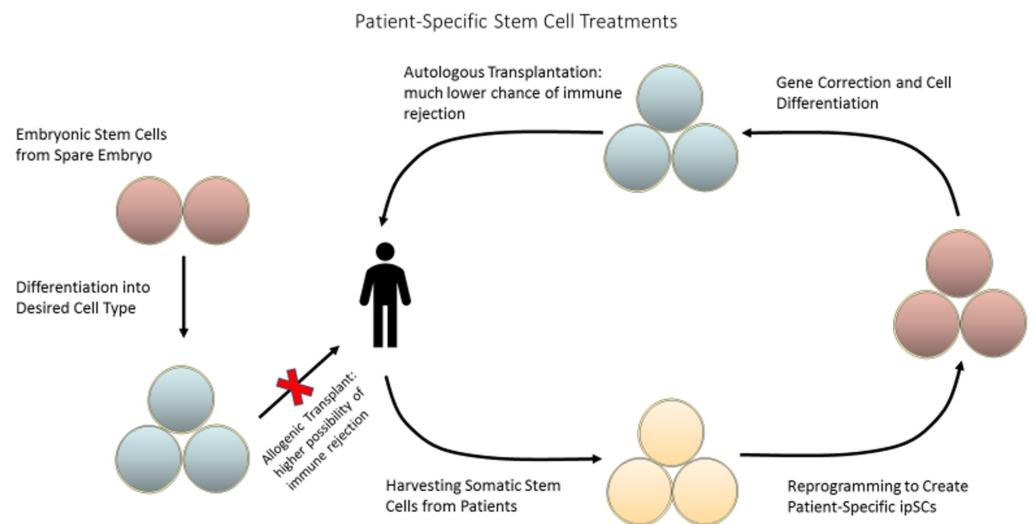 Patient-Specific Stem Cell Treatments
Autologous Transplantation:
much lower chance of immune
rejection
Gene Correction and Cell
Differentiation
Embryonic Stem Cells
from Spare Embryo
Differentiation into
Desired Cell Type
Allogenic Transplant:
higher possibility of
immune rejection
Harvesting Somatic Stem
Cells from Patients
Reprogramming to Create
Patient-Specific ipSCs